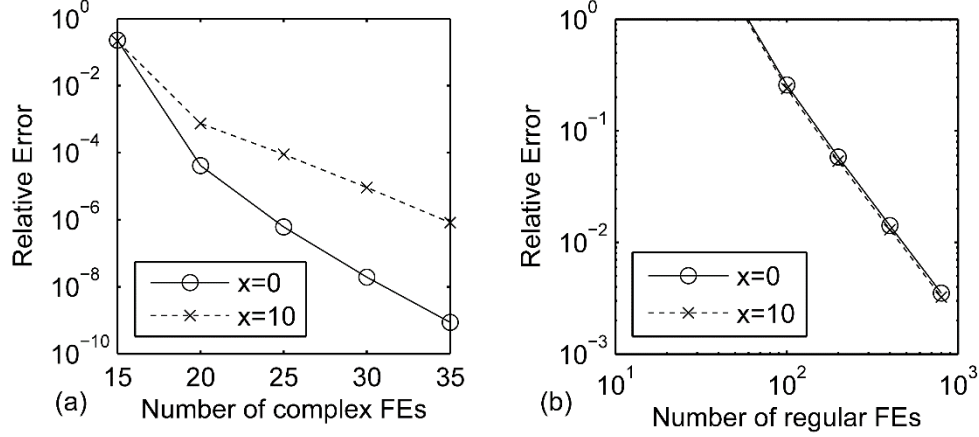 10^0
10^-2
10^-4
10^-6
10^-8
10^-10
Relative Error
x=0
x=10
15 20 25 30 35
(a) Number of complex FEs
10^0
10^-1
10^-2
10^-3
Relative Error
x=0
x=10
10^1 10^2 10^3
(b) Number of regular FEs